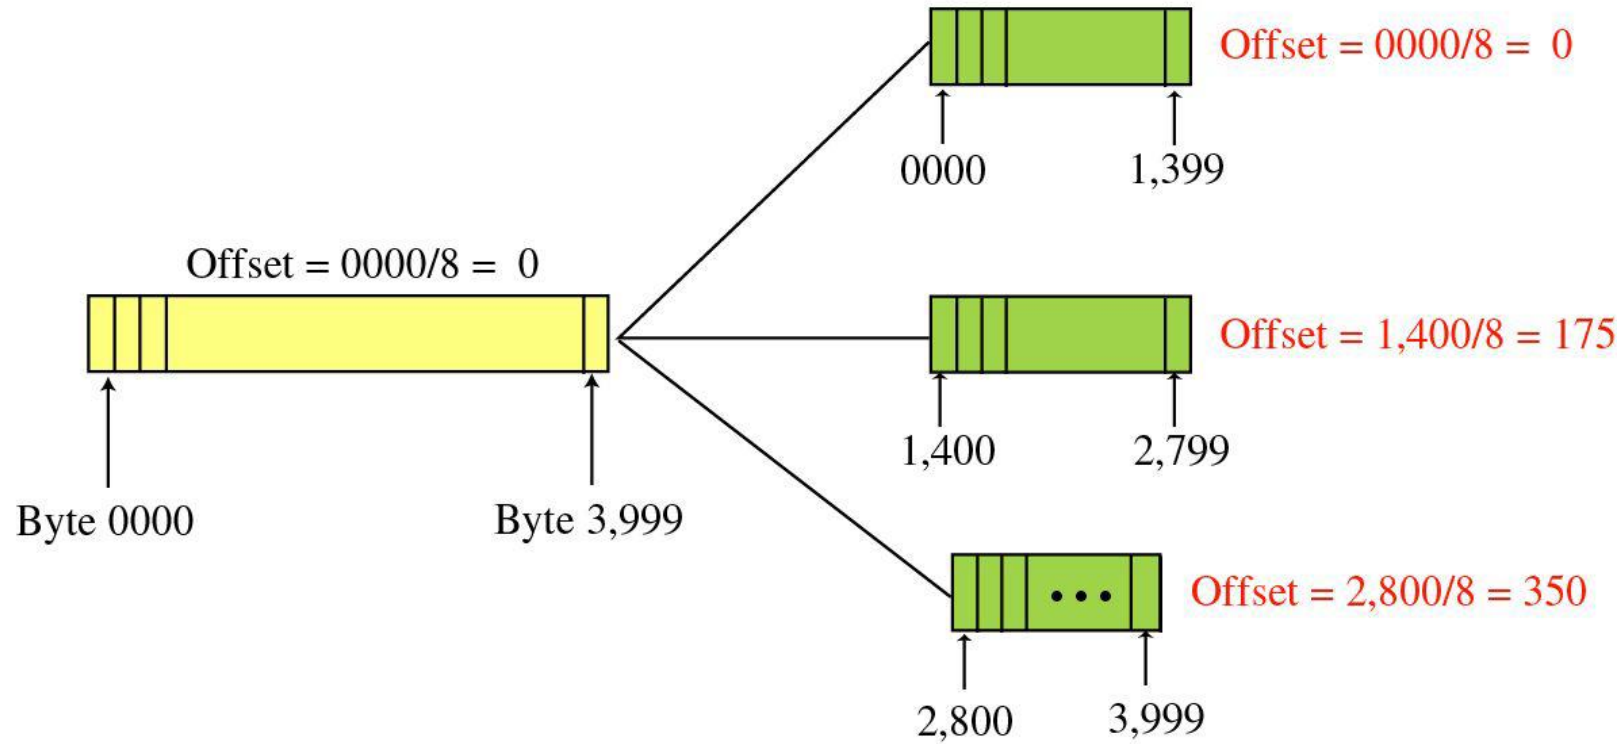 Offset = 0000/8 = 0
0000
1,399
Offset = 0000/8 = 0
Byte 0000
Byte 3,999
Offset = 1,400/8 = 175
1,400
2,799
Offset = 2,800/8 = 350
2,800
3,999